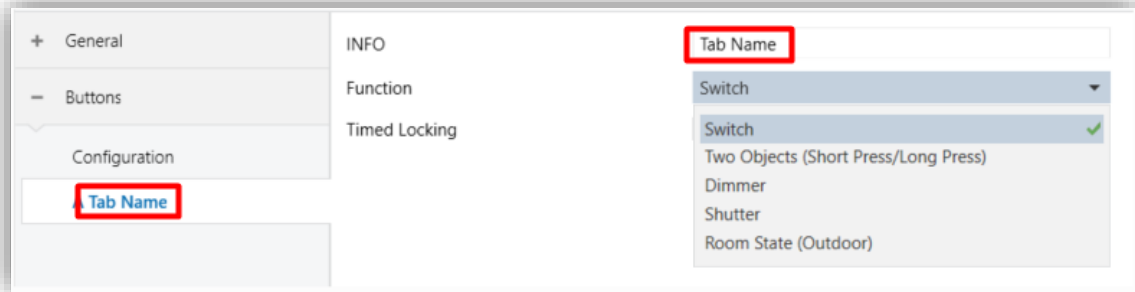 + General
− Buttons
Configuration
A Tab Name
INFO
Tab Name
Function
Switch
Timed Locking
Switch
Two Objects (Short Press/Long Press)
Dimmer
Shutter
Room State (Outdoor)